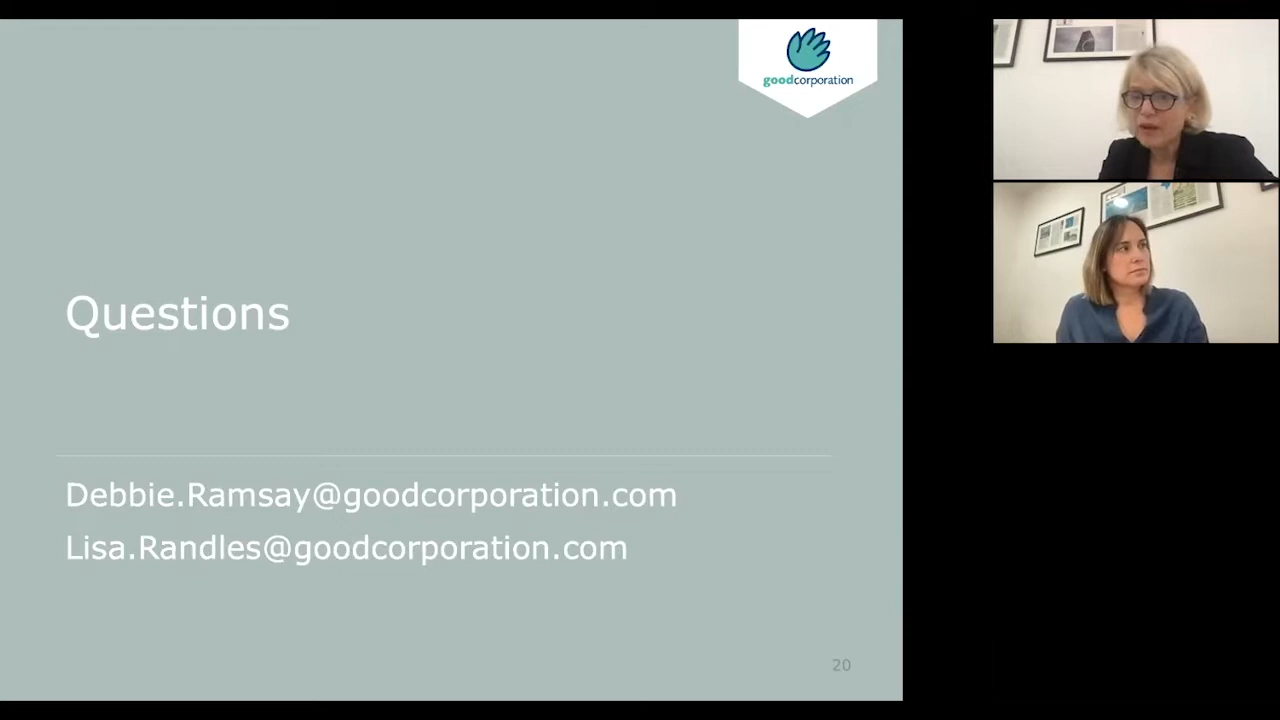 goodcorporation
Questions
Debbie.Ramsay@goodcorporation.com
Lisa.Randles@goodcorporation.com
20